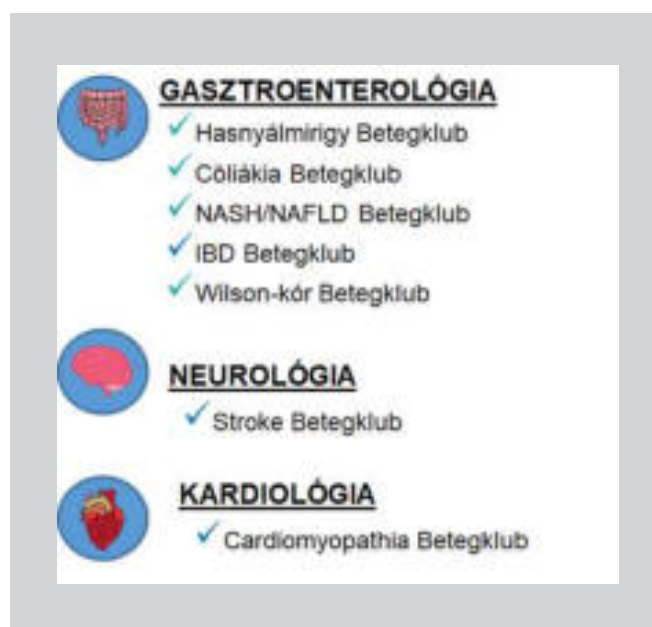 GASZTROENTEROLÓGIA
Hasnyálmirigy Betegklub
Cöliákia Betegklub
NASH/NAFLD Betegklub
IBD Betegklub
Wilson-kór Betegklub
NEUROLÓGIA
Stroke Betegklub
KARDIOLÓGIA
Cardiomyopathia Betegklub